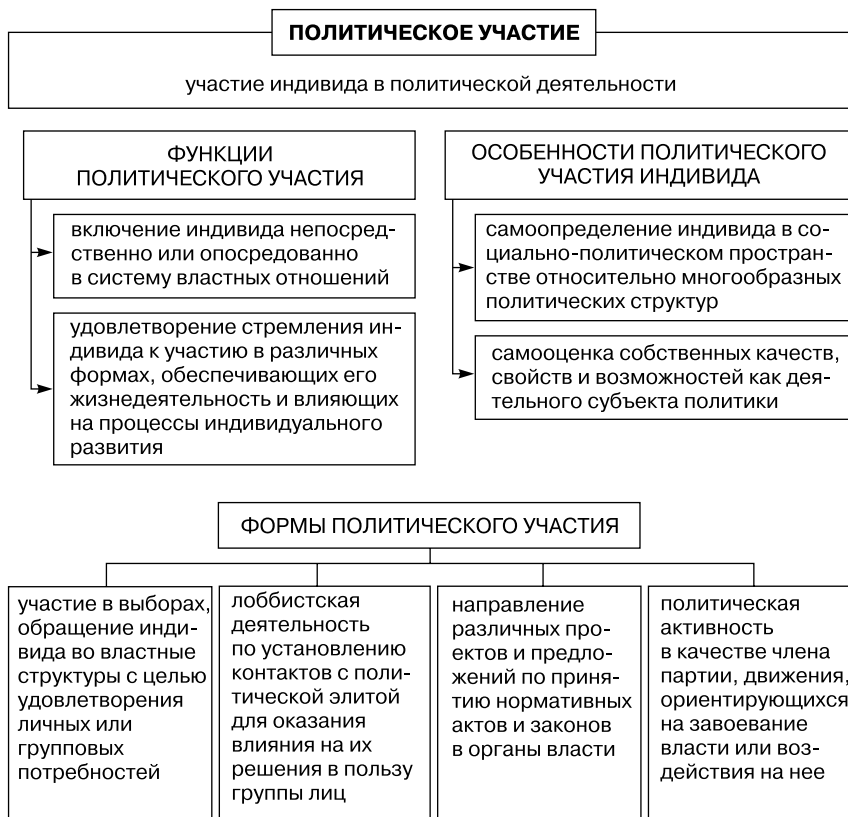 ПОЛИТИЧЕСКОЕ УЧАСТИЕ
участие индивида в политической деятельности
ФУНКЦИИ
ПОЛИТИЧЕСКОГО УЧАСТИЯ
включение индивида непосред-
ственно или опосредованно
в систему властных отношений
удовлетворение стремления ин-
дивида к участию в различных
формах, обеспечивающих его
жизнедеятельность и влияющих
на процессы индивидуального
развития
ОСОБЕННОСТИ ПОЛИТИЧЕСКОГО
УЧАСТИЯ ИНДИВИДА
самоопределение индивида в со-
циально-политическом простран-
стве относительно многообразных
политических структур
самооценка собственных качеств,
свойств и возможностей как дея-
тельного субъекта политики
ФОРМЫ ПОЛИТИЧЕСКОГО УЧАСТИЯ
участие в выборах,
обращение инди-
вида во властные
структуры с целью
удовлетворения
личных или
групповых
потребностей
лоббистская
деятельность
по установлению
контактов с поли-
тической элитой
для оказания
влияния на их
решения в пользу
группы лиц
направление
различных про-
ектов и предло-
жений по приня-
тию нормативных
актов и законов
в органы власти
политическая
активность
в качестве члена
партии, движения,
ориентирующихся
на завоевание
власти или воз-
действия на нее